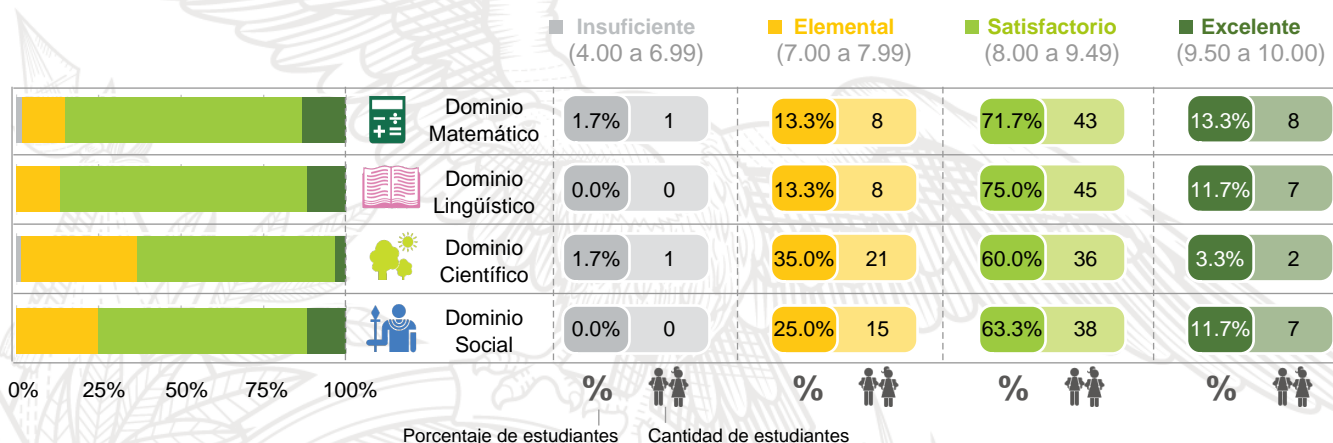 Insuficiente Elemental Satisfactorio Excelente
(4.00 a 6.99) (7.00 a 7.99) (8.00 a 9.49) (9.50 a 10.00)
Dominio
Matemático
1.7% 1 13.3% 8 71.7% 43 13.3% 8
Dominio
Lingüístico
0.0% 0 13.3% 8 75.0% 45 11.7% 7
Dominio
Científico
1.7% 1 35.0% 21 60.0% 36 3.3% 2
Dominio
Social
0.0% 0 25.0% 15 63.3% 38 11.7% 7
0% 25% 50% 75% 100% % % % %
Porcentaje de estudiantes Cantidad de estudiantes